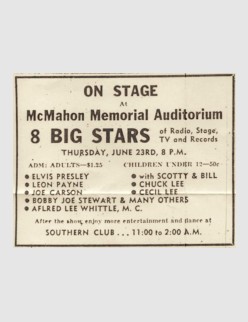 ON STAGE
At
McMahon Memorial Auditorium
8 BIG STARS of Radio, Stage, TV and Records
THURSDAY, JUNE 23RD, 8 P.M.
ADM: ADULTS—$1.25 CHILDREN UNDER 12—50c
● ELVIS PRESLEY ● with SCOTTY & BILL
● LEON PAYNE ● CHUCK LEE
● JOE CARSON ● CECIL LEE
● BOBBY JOE STEWART & MANY OTHERS
● AFLRED LEE WHITTLE, M. C.
After the show enjoy more entertainment and dance at
SOUTHERN CLUB . . . 11:00 to 2:00 A.M.